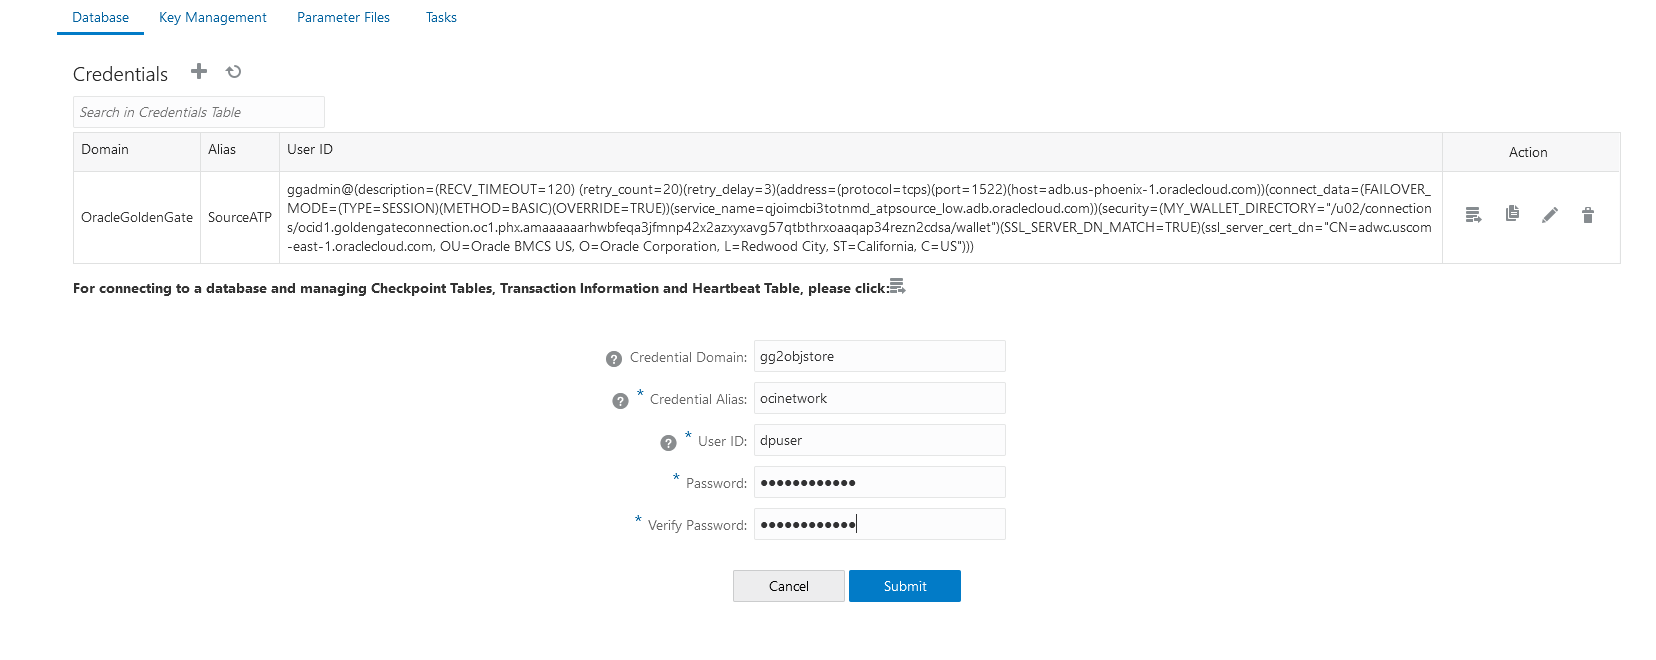 Database Key Management Parameter Files Tasks
Credentials
Search in Credentials Table
Domain Alias User ID Action
OracleGoldenGate SourceATP
ggadmin@(description=(RECV_TIMEOUT=120) (retry_count=20)(retry_delay=3)(address=(protocol=tcps)(port=1522)(host=adb.us-phoenix-1.oraclecloud.com))(connect_data=(FAILOVER_
MODE=(TYPE=SESSION)(METHOD=BASIC)(OVERRIDE=TRUE))(service_name=qjoimcbi3totnmd_atpsource_low.adb.oraclecloud.com))(security=(MY_WALLET_DIRECTORY="/u02/connection
s/ocid1.goldengateconnection.oc1.phx.amaaaaaarhwbfeqa3jfmnp42x2azxyxavg57qtbthrxoaaqap34rezn2cdsa/wallet")(SSL_SERVER_DN_MATCH=TRUE)(ssl_server_cert_dn="CN=adwc.uscom
-east-1.oraclecloud.com, OU=Oracle BMCS US, O=Oracle Corporation, L=Redwood City, ST=California, C=US")))
For connecting to a database and managing Checkpoint Tables, Transaction Information and Heartbeat Table, please click:
? Credential Domain: gg2objstore
? * Credential Alias: ocinetwork
? * User ID: dpuser
* Password: ••••••••••••
* Verify Password: ••••••••••••
Cancel Submit